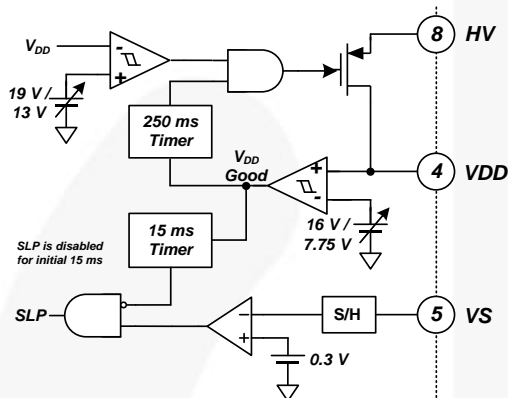 8 HV
VDD
-
+
19 V /
13 V
250 ms
Timer
VDD
Good
+
-
4 VDD
16 V /
7.75 V
15 ms
Timer
SLP is disabled
for initial 15 ms
SLP
-
+
S/H
5 VS
0.3 V